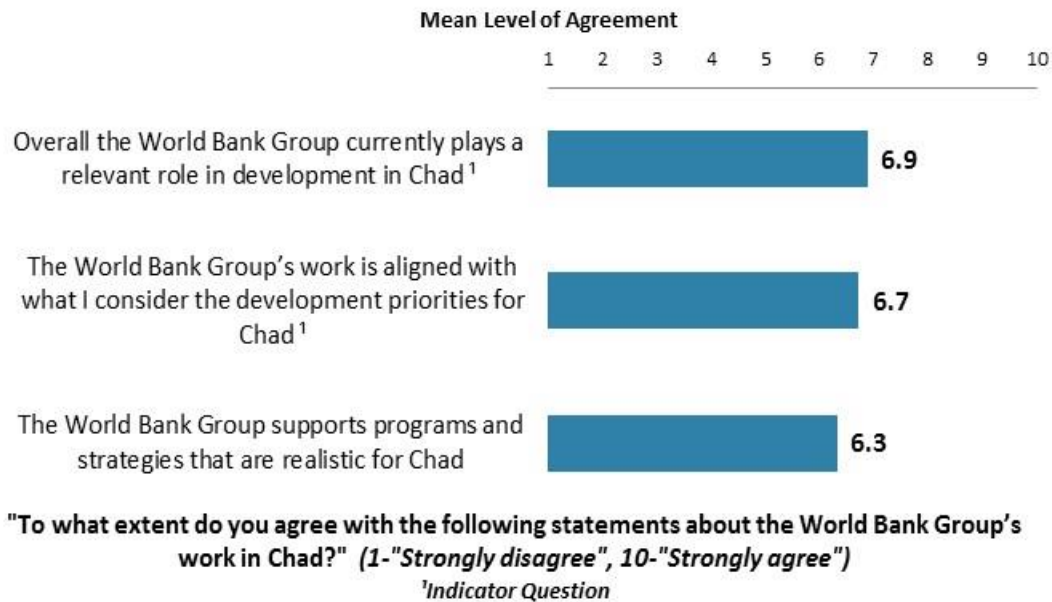 Mean Level of Agreement
1 2 3 4 5 6 7 8 9 10
Overall the World Bank Group currently plays a
relevant role in development in Chad ¹
6.9
The World Bank Group’s work is aligned with
what I consider the development priorities for
Chad ¹
6.7
The World Bank Group supports programs and
strategies that are realistic for Chad
6.3
"To what extent do you agree with the following statements about the World Bank Group’s
work in Chad?" (1-"Strongly disagree", 10-"Strongly agree")
¹Indicator Question